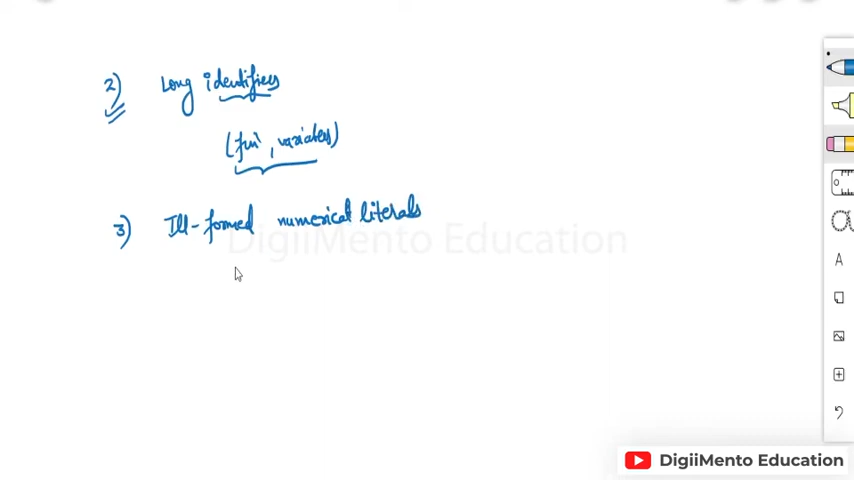 2) Long identifiers
(fun, variables)
3) Ill-formed numerical literals
DigiiMento Education
A
DigiiMento Education